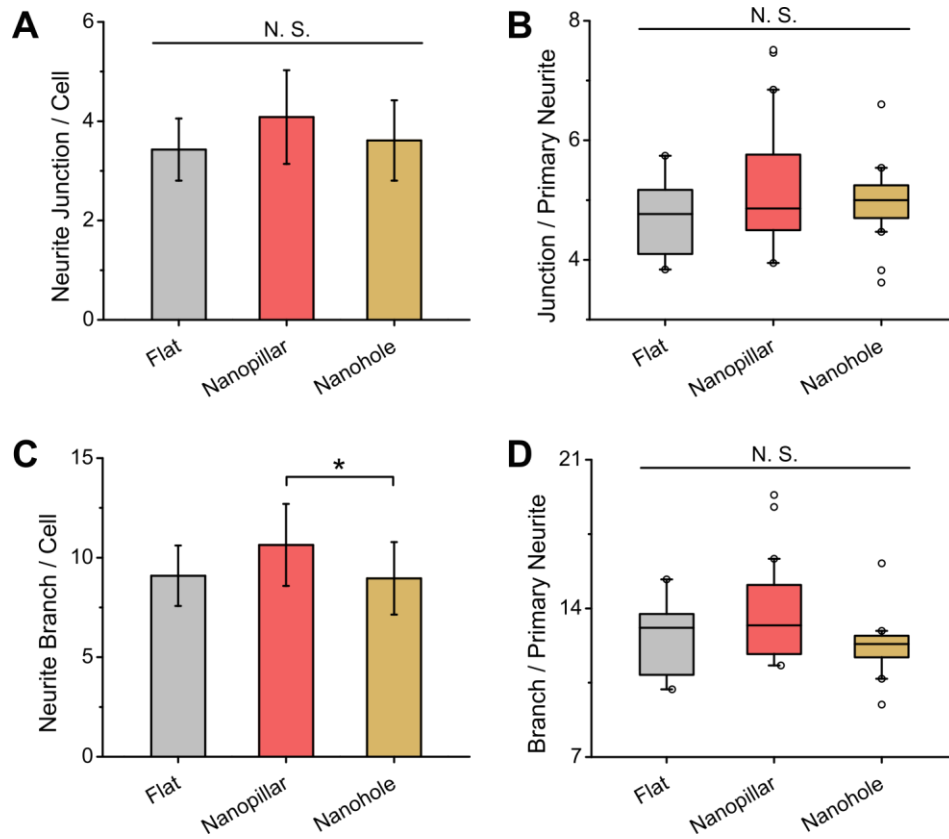 A
N. S.
Neurite Junction / Cell
6
4
2
0
Flat
Nanopillar
Nanohole
B
N. S.
Junction / Primary Neurite
8
6
4
Flat
Nanopillar
Nanohole
C
*
Neurite Branch / Cell
15
10
5
0
Flat
Nanopillar
Nanohole
D
N. S.
Branch / Primary Neurite
21
14
7
Flat
Nanopillar
Nanohole